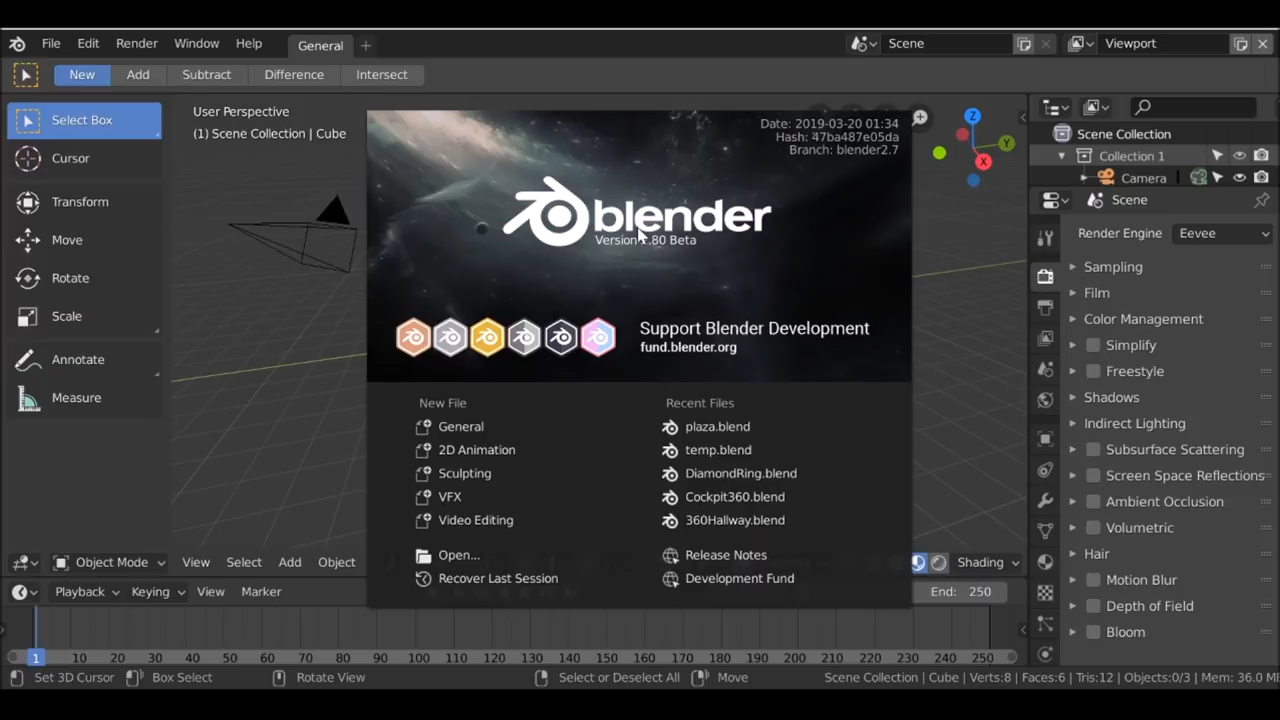 File Edit Render Window Help General + Scene Viewport
New Add Subtract Difference Intersect
Select Box
Cursor
Transform
Move
Rotate
Scale
Annotate
Measure
User Perspective
(1) Scene Collection | Cube
Date: 2019-03-20 01:34
Hash: 47ba487e05da
Branch: blender2.7
blender
Version .80 Beta
Support Blender Development
fund.blender.org
New File
General
2D Animation
Sculpting
VFX
Video Editing
Open...
Recover Last Session
Recent Files
plaza.blend
temp.blend
DiamondRing.blend
Cockpit360.blend
360Hallway.blend
Release Notes
Development Fund
Z
Y
X
Scene Collection
Collection 1
Camera
Scene
Render Engine Eevee
Sampling
Film
Color Management
Simplify
Freestyle
Shadows
Indirect Lighting
Subsurface Scattering
Screen Space Reflections
Ambient Occlusion
Volumetric
Hair
Motion Blur
Depth of Field
Bloom
Object Mode View Select Add Object Shading
Playback Keying View Marker End: 250
1 10 20 30 40 50 60 70 80 90 100 110 120 130 140 150 160 170 180 190 200 210 220 230 240 250
Set 3D Cursor Box Select Rotate View Select or Deselect All Move Scene Collection | Cube | Verts:8 | Faces:6 | Tris:12 | Objects:0/3 | Mem: 36.0 M